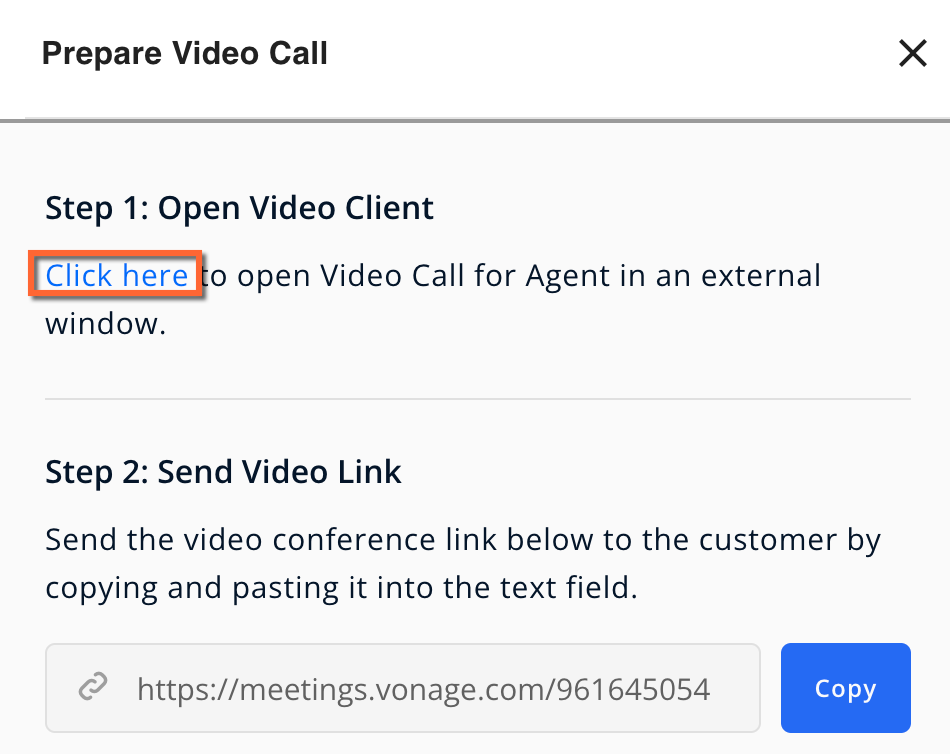 Prepare Video Call
Step 1: Open Video Client
Click here to open Video Call for Agent in an external
window.
Step 2: Send Video Link
Send the video conference link below to the customer by
copying and pasting it into the text field.
https://meetings.vonage.com/961645054
Copy